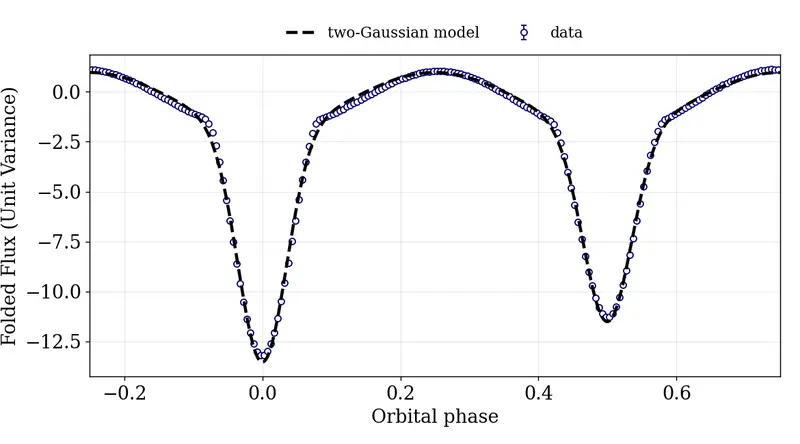 two-Gaussian model
data
Folded Flux (Unit Variance)
0.0
−2.5
−5.0
−7.5
−10.0
−12.5
−0.2
0.0
0.2
0.4
0.6
Orbital phase